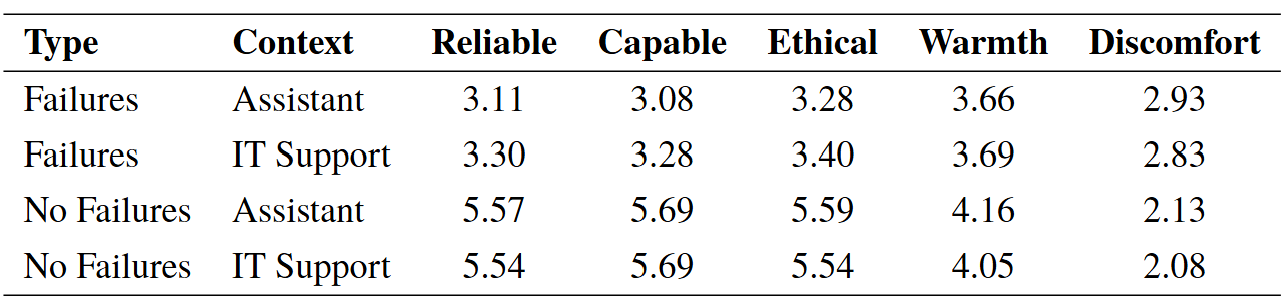 Type Context Reliable Capable Ethical Warmth Discomfort
Failures Assistant 3.11 3.08 3.28 3.66 2.93
Failures IT Support 3.30 3.28 3.40 3.69 2.83
No Failures Assistant 5.57 5.69 5.59 4.16 2.13
No Failures IT Support 5.54 5.69 5.54 4.05 2.08